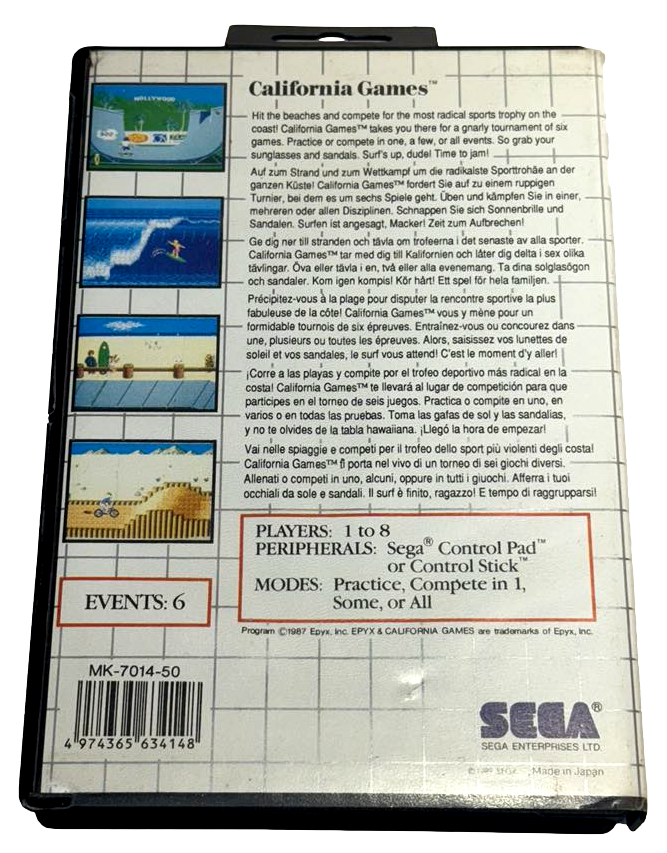 California Games™
Hit the beaches and compete for the most radical sports trophy on the
coast! California Games™ takes you there for a gnarly tournament of six
games. Practice or compete in one, a few, or all events. So grab your
sunglasses and sandals. Surf's up, dude! Time to jam!
Auf zum Strand und zum Wettkampf um die radikalste Sporttrohäe an der
ganzen Küste! California Games™ fordert Sie auf zu einem ruppigen
Turnier, bei dem es um sechs Spiele geht. Üben und kämpfen Sie in einer,
mehreren oder allen Disziplinen. Schnappen Sie sich Sonnenbrille und
Sandalen. Surfen ist angesagt, Macker! Zeit zum Aufbrechen!
Ge dig ner till stranden och tävla om trofeerna i det senaste av alla sporter.
California Games™ tar med dig till Kalifornien och låter dig delta i sex olika
tävlingar. Öva eller tävla i en, två eller alla evenemang. Ta dina solglasögon
och sandaler. Kom igen kompis! Kör hårt! Ett spel för hela familjen.
Précipitez-vous à la plage pour disputer la rencontre sportive la plus
fabuleuse de la côte! California Games™ vous y mène pour un
formidable tournois de six épreuves. Entraînez-vous ou concourez dans
une, plusieurs ou toutes les épreuves. Alors, saisissez vos lunettes de
soleil et vos sandales, le surf vous attend! C'est le moment d'y aller!
¡Corre a las playas y compite por el trofeo deportivo más radical en la
costa! California Games™ te llevará al lugar de competición para que
participes en el torneo de seis juegos. Practica o compite en uno, en
varios o en todas las pruebas. Toma las gafas de sol y las sandalias,
y no te olvides de la tabla hawaiiana. ¡Llegó la hora de empezar!
Vai nelle spiaggie e competi per il trofeo dello sport più violenti degli costa!
California Games™ fi porta nel vivo di un torneo di sei giochi diversi.
Allenati o competi in uno, alcuni, oppure in tutti i giuochi. Afferra i tuoi
occhiali da sole e sandali. Il surf è finito, ragazzo! E tempo di raggrupparsi!
PLAYERS: 1 to 8
PERIPHERALS: Sega® Control Pad™
or Control Stick™
MODES: Practice, Compete in 1,
Some, or All
EVENTS: 6
Program ©1987 Epyx, Inc. EPYX & CALIFORNIA GAMES are trademarks of Epyx, Inc.
MK-7014-50
4 974365 634148
SEGA®
SEGA ENTERPRISES LTD.
Made in Japan
HOLLYWOOD